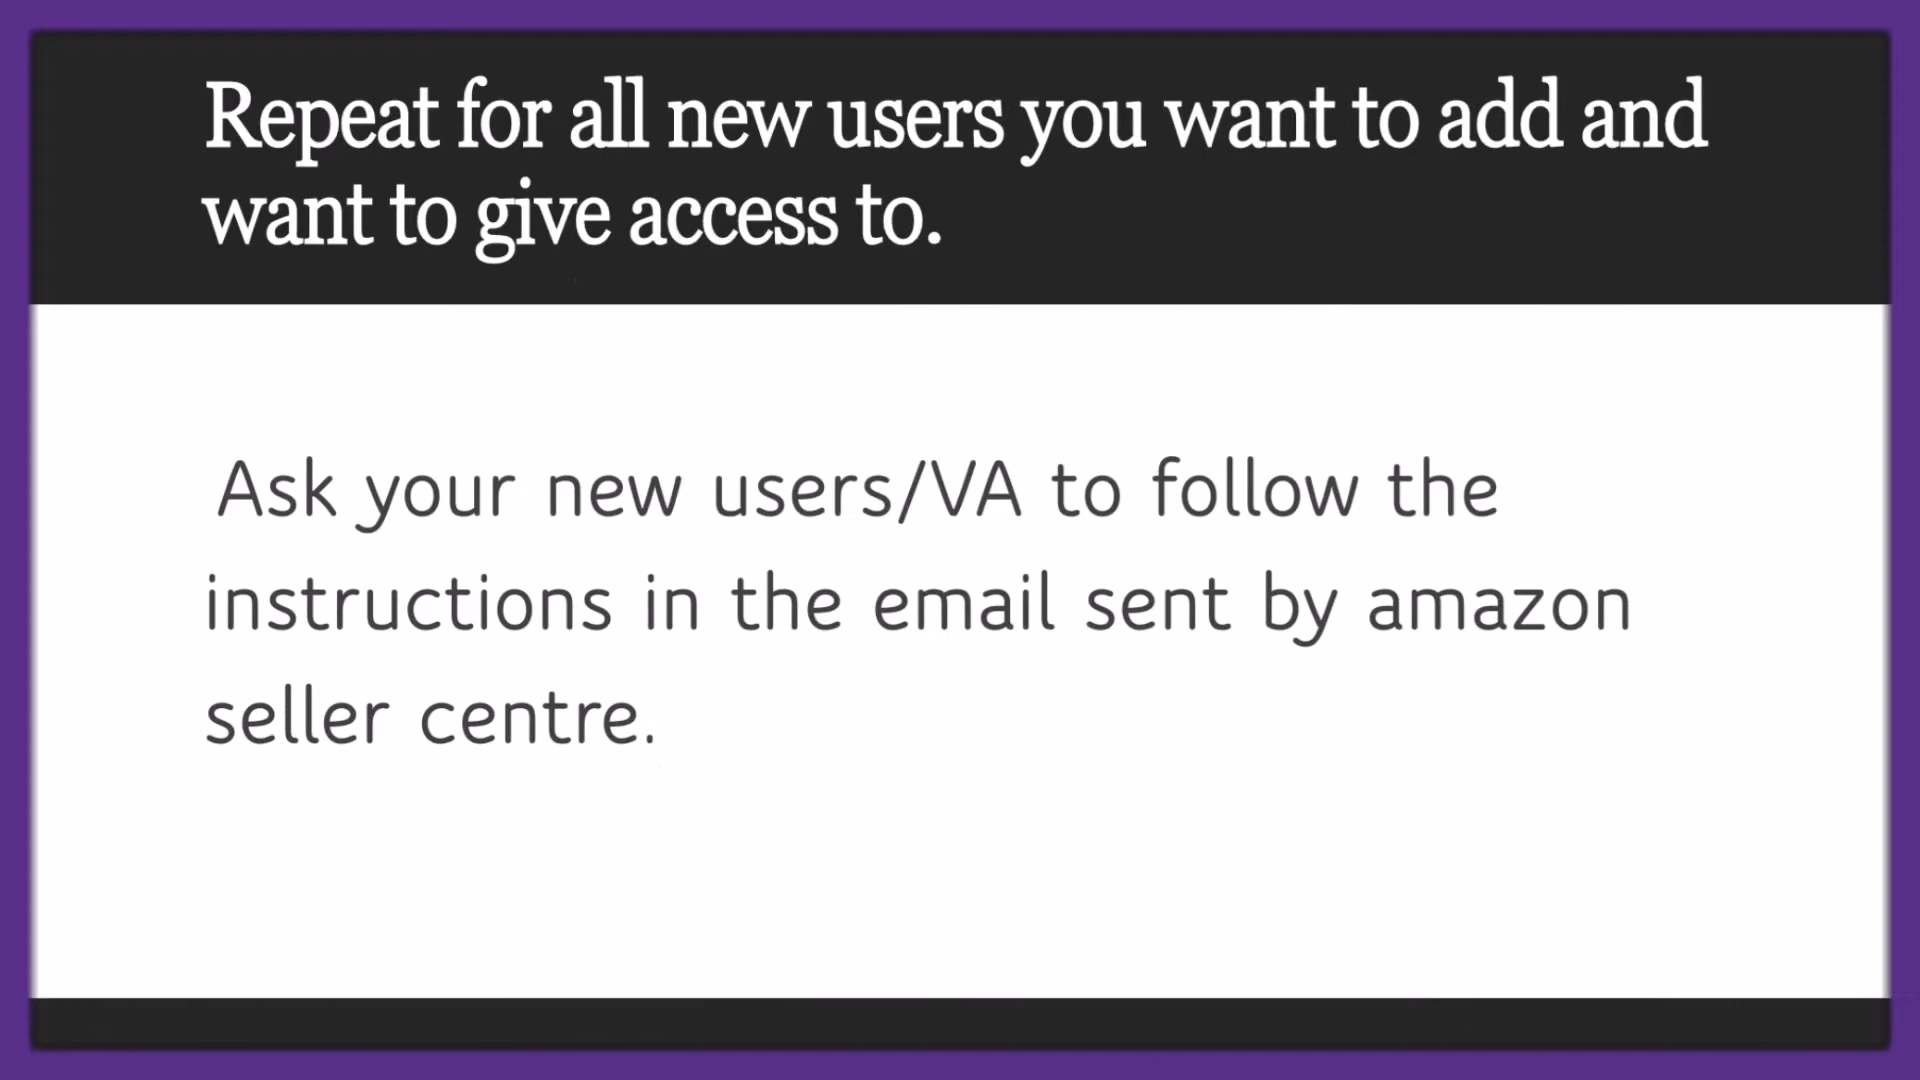 Repeat for all new users you want to add and
want to give access to.
Ask your new users/VA to follow the
instructions in the email sent by amazon
seller centre.